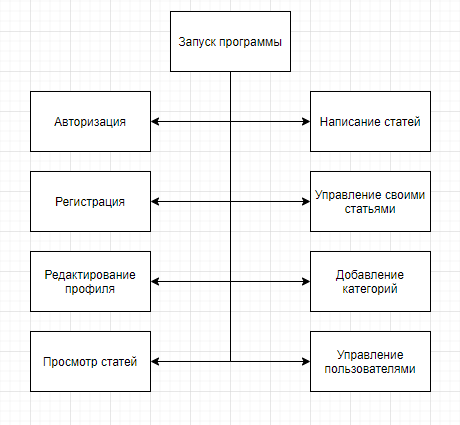 Запуск программы
Авторизация
Написание статей
Регистрация
Управление своими
статьями
Редактирование
профиля
Добавление
категорий
Просмотр статей
Управление
пользователями